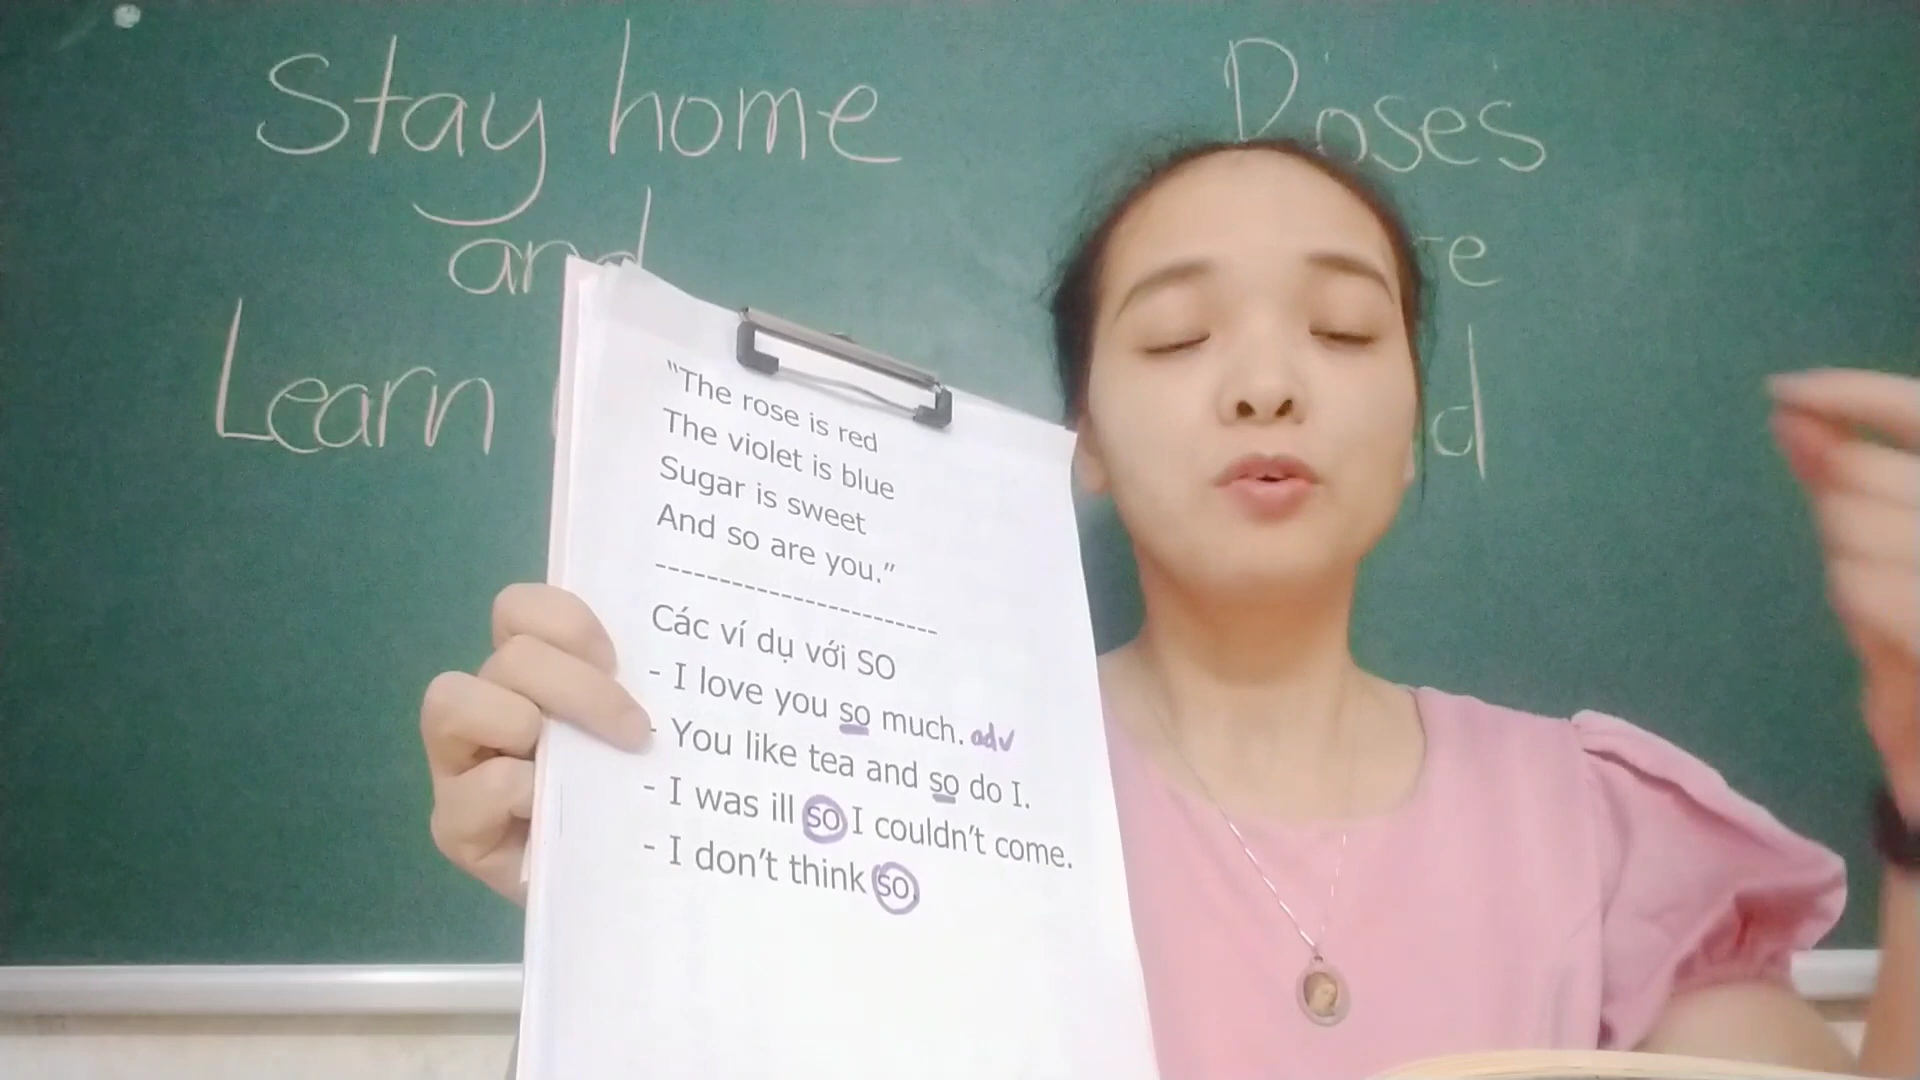 Stay home
and
Learn
Roses
"The rose is red
The violet is blue
Sugar is sweet
And so are you."
----------------------
Các ví dụ với SO
- I love you so much. adv
- You like tea and so do I.
- I was ill so I couldn't come.
- I don't think so.